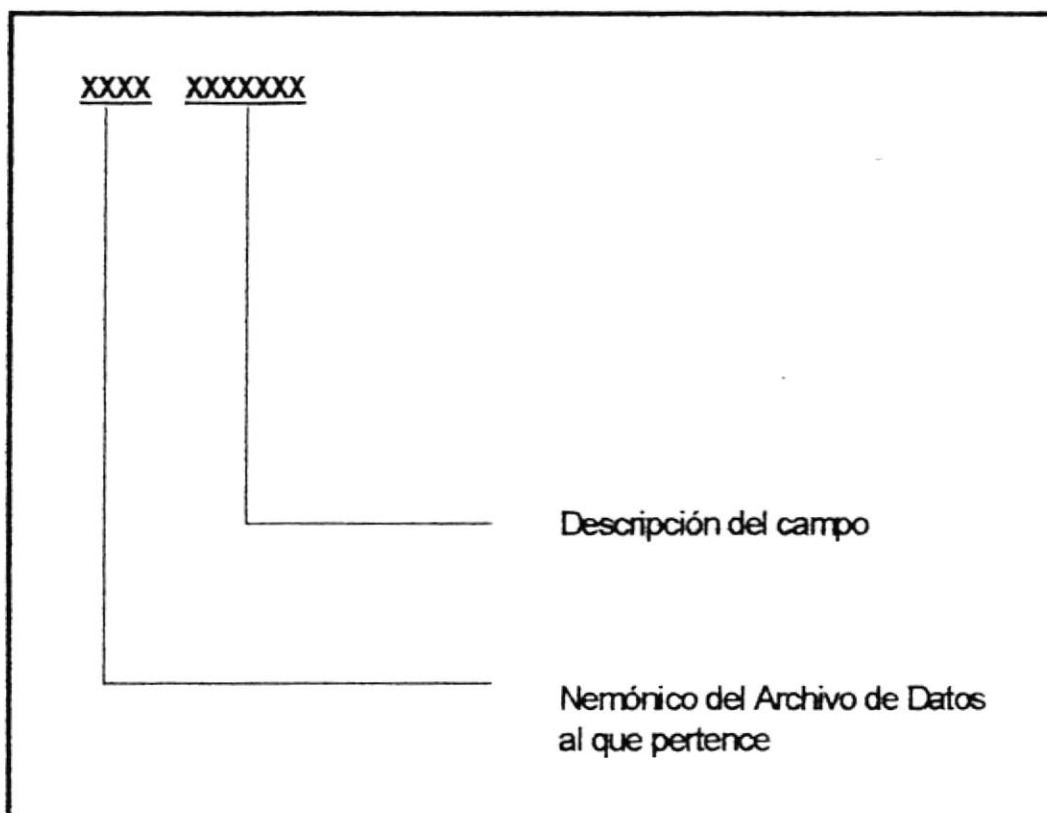 XXXX XXXXXXX
Descripción del campo
Nemónico del Archivo de Datos
al que pertence